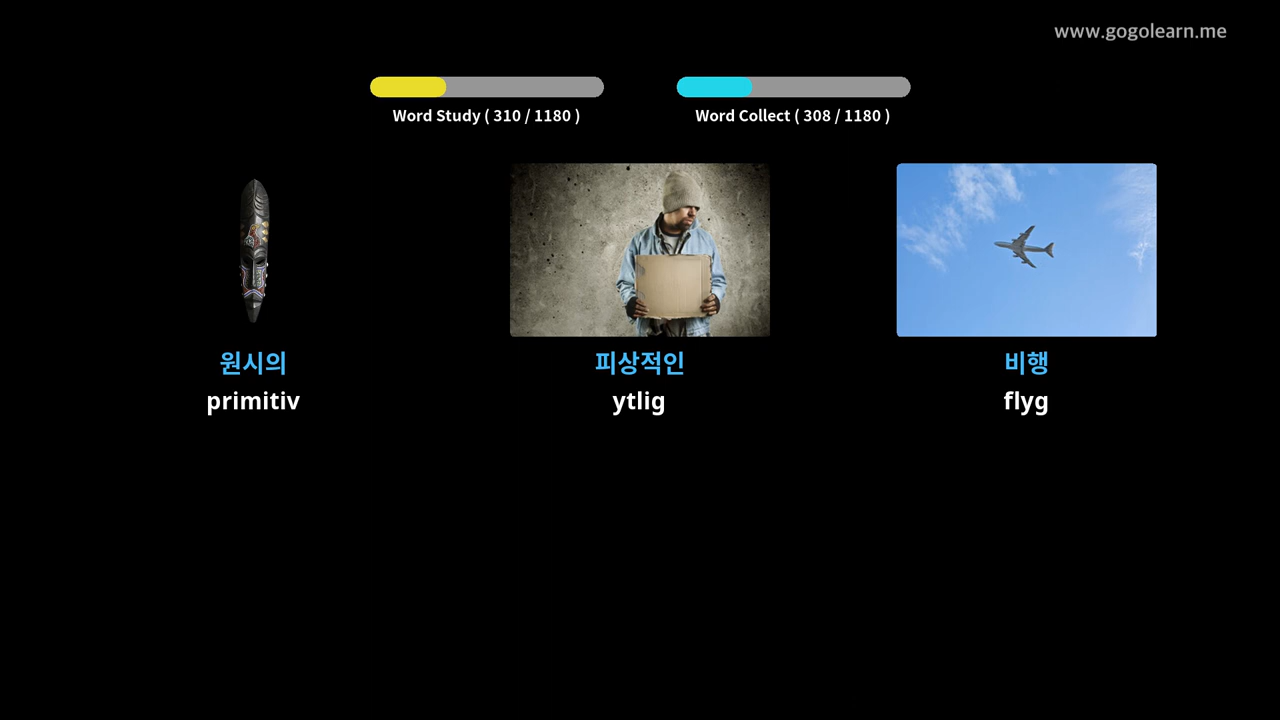 www.gogolearn.me
Word Study ( 310 / 1180 )
Word Collect ( 308 / 1180 )
원시의
primitiv
피상적인
ytlig
비행
flyg